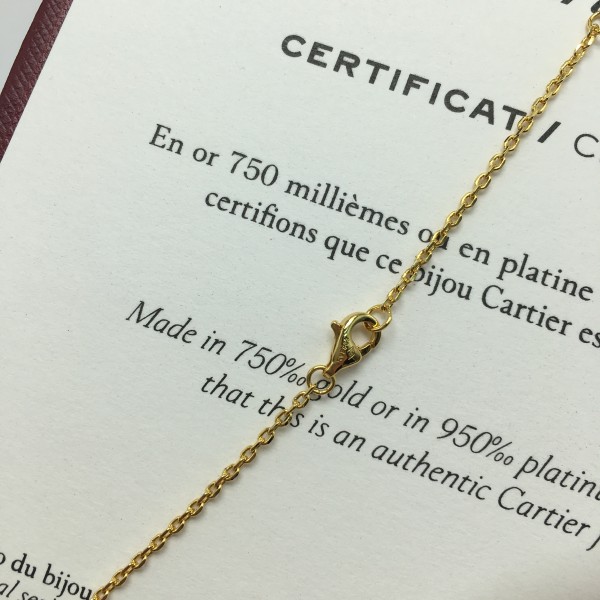 CERTIFICAT / C
En or 750 millièmes ou en platine
certifions que ce bijou Cartier es
Made in 750‰ gold or in 950‰ platinu
that this is an authentic Cartier j
o du bijou